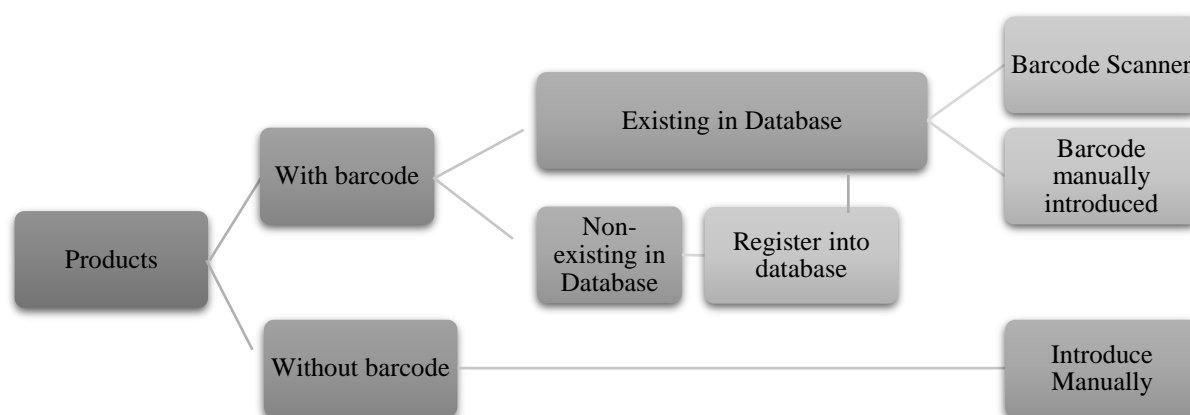 Products
With barcode
Without barcode
Existing in Database
Non-
existing in
Database
Register into
database
Barcode Scanner
Barcode
manually
introduced
Introduce
Manually